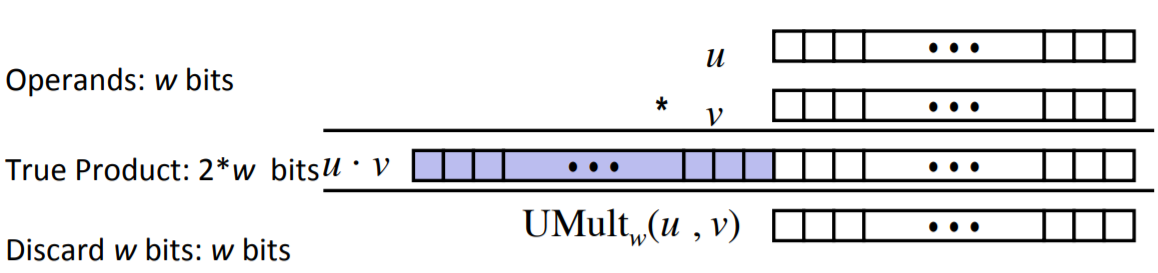 u
Operands: w bits
* v
True Product: 2*w bits u · v
UMult_w(u , v)
Discard w bits: w bits